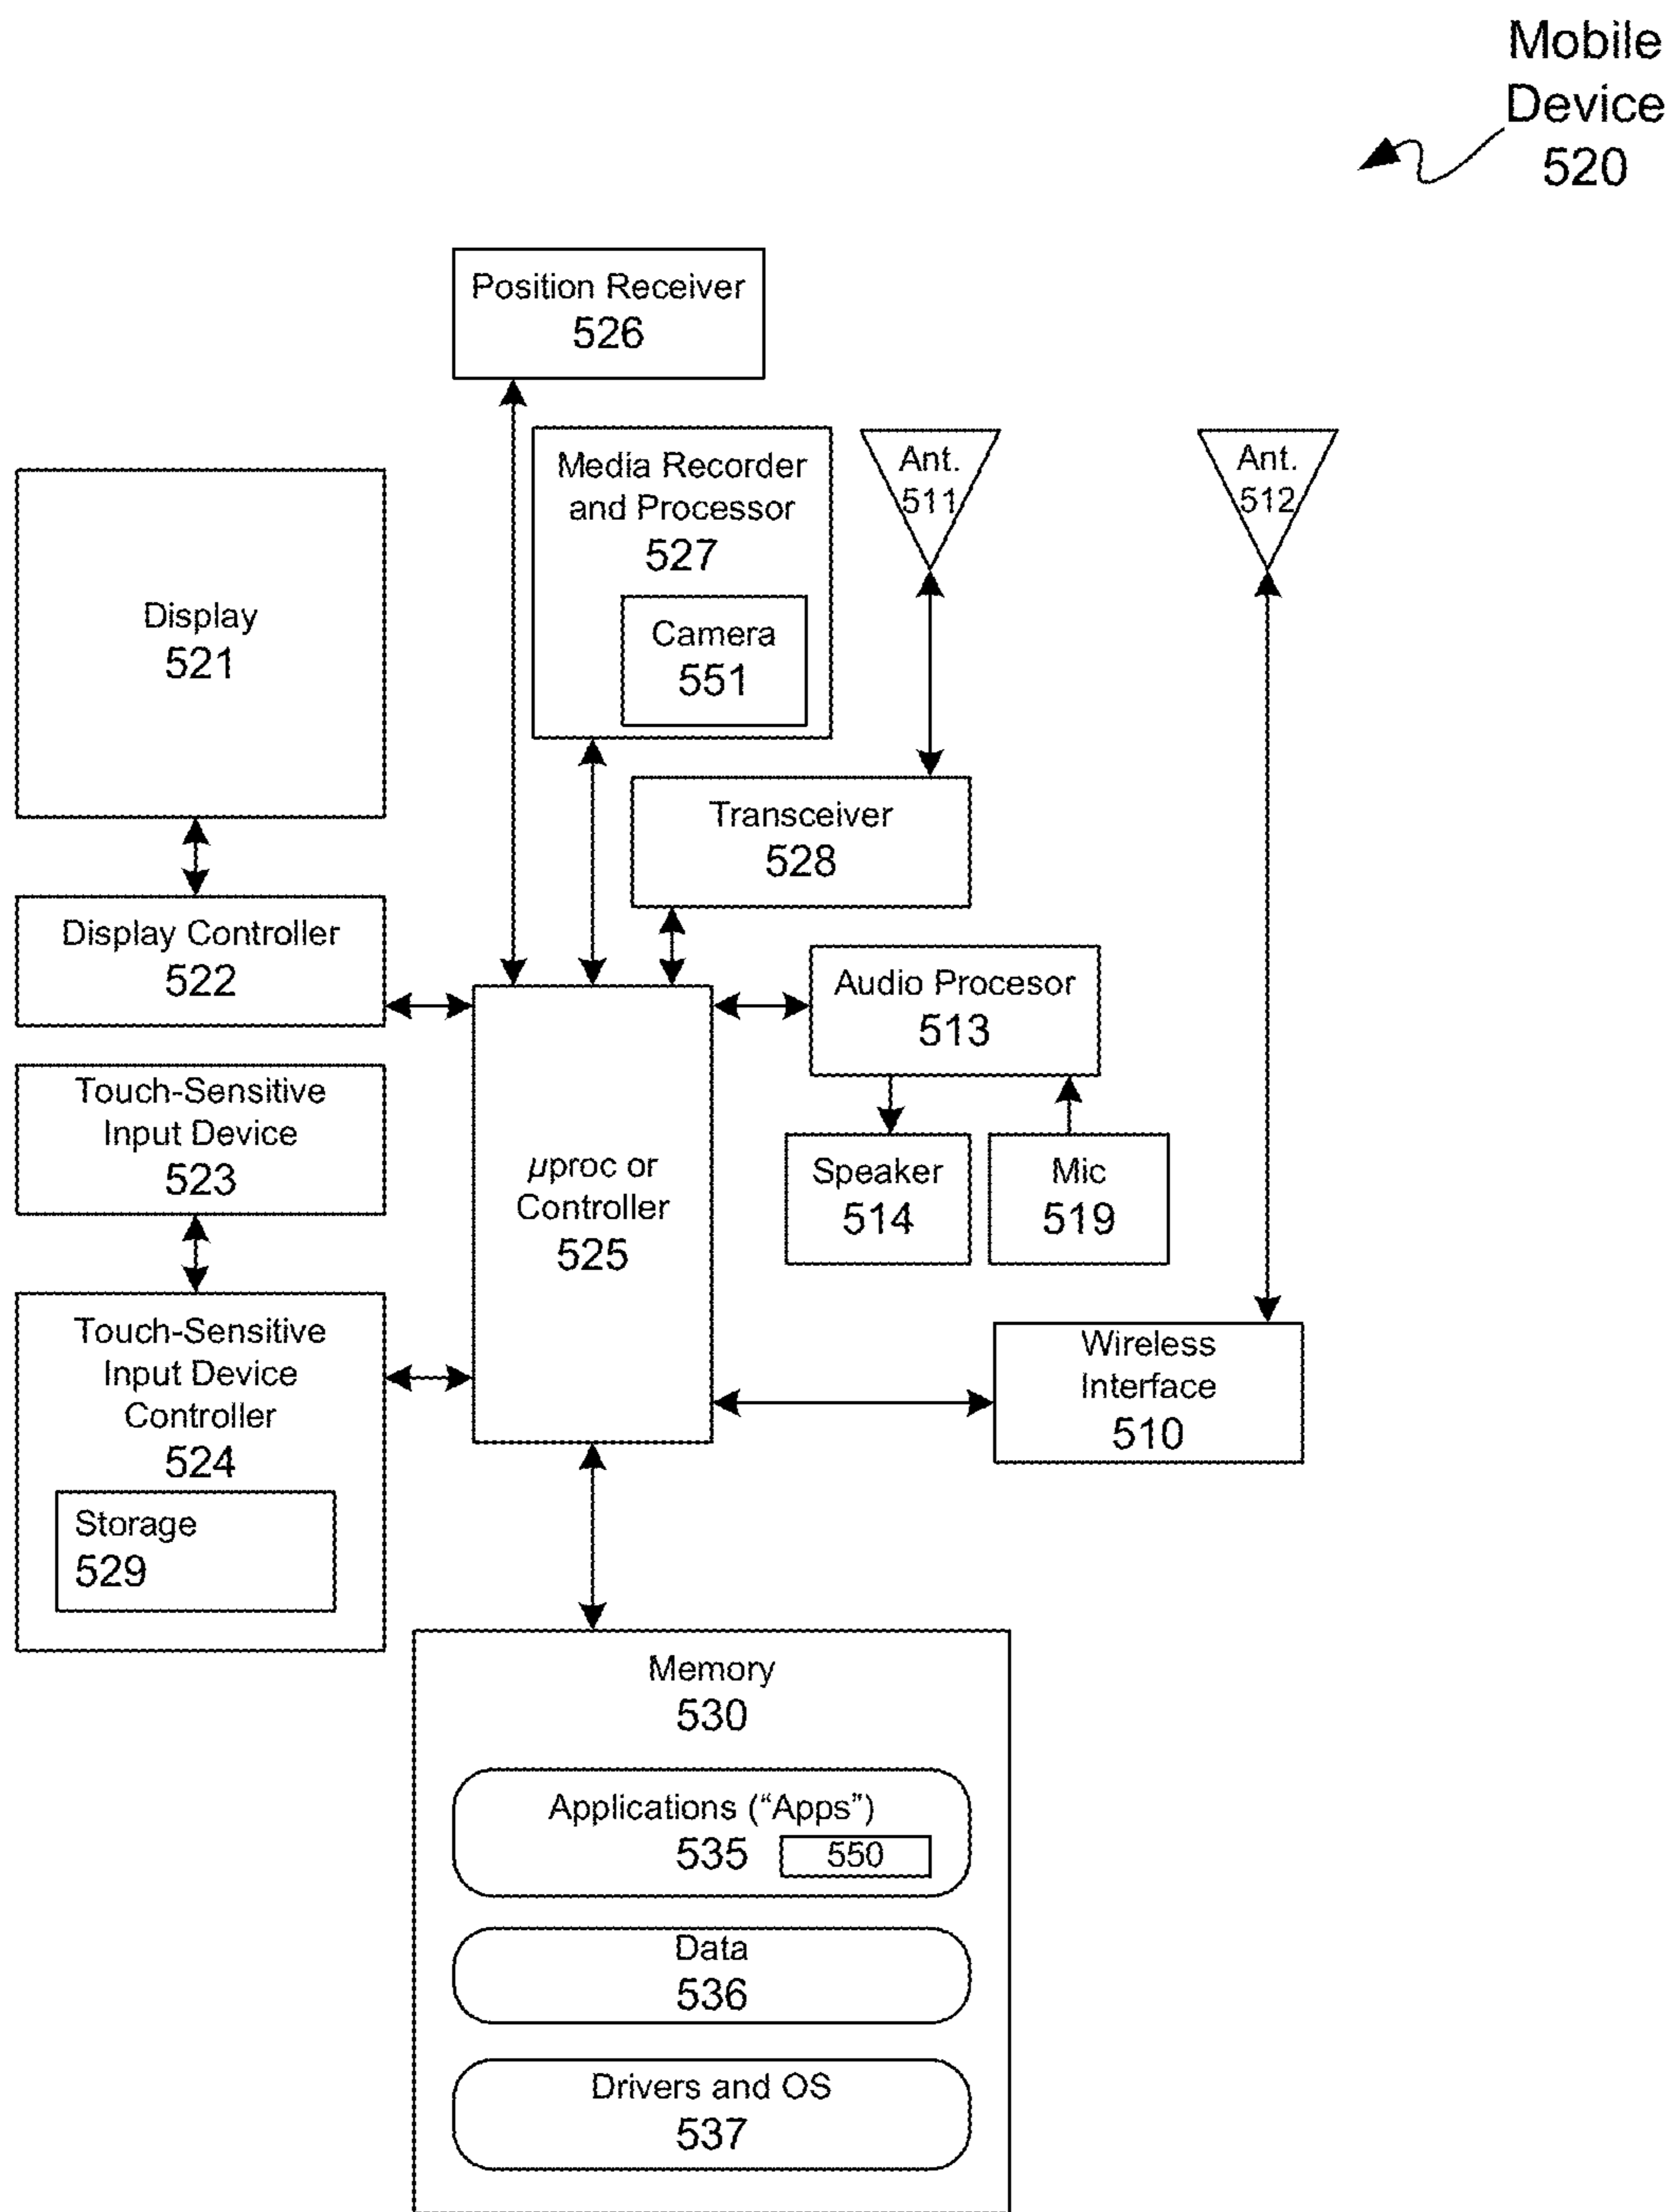 Mobile
Device
520
Position Receiver
526
Media Recorder
and Processor
527
Camera
551
Ant.
511
Ant.
512
Display
521
Transceiver
528
Display Controller
522
Audio Procesor
513
Touch-Sensitive
Input Device
523
µproc or
Controller
525
Speaker
514
Mic
519
Touch-Sensitive
Input Device
Controller
524
Storage
529
Wireless
Interface
510
Memory
530
Applications (“Apps”)
535 550
Data
536
Drivers and OS
537